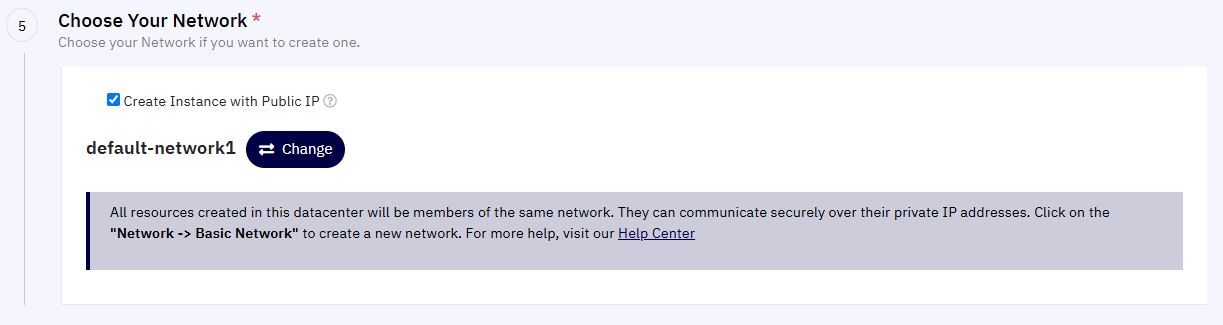 5
Choose Your Network *
Choose your Network if you want to create one.
Create Instance with Public IP ?
default-network1 Change
All resources created in this datacenter will be members of the same network. They can communicate securely over their private IP addresses. Click on the
"Network -> Basic Network" to create a new network. For more help, visit our Help Center